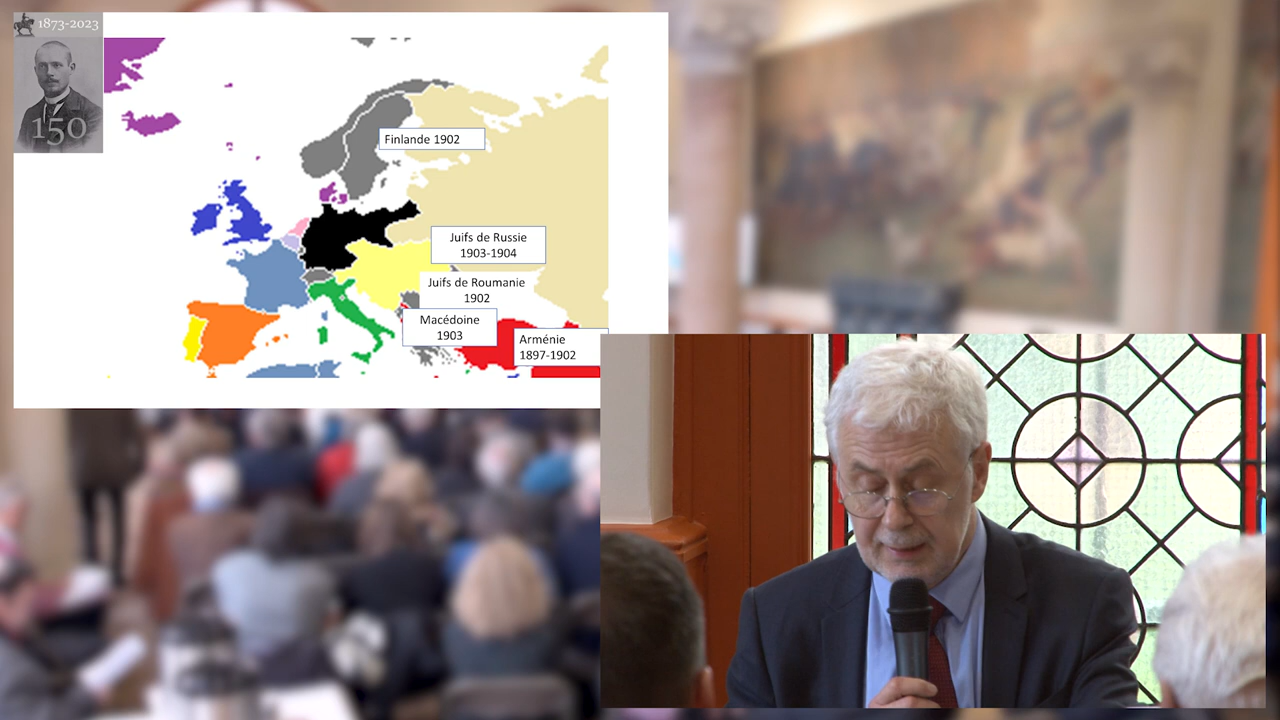 1873-2023
150
Finlande 1902
Juifs de Russie
1903-1904
Juifs de Roumanie
1902
Macédoine
1903
Arménie
1897-1902